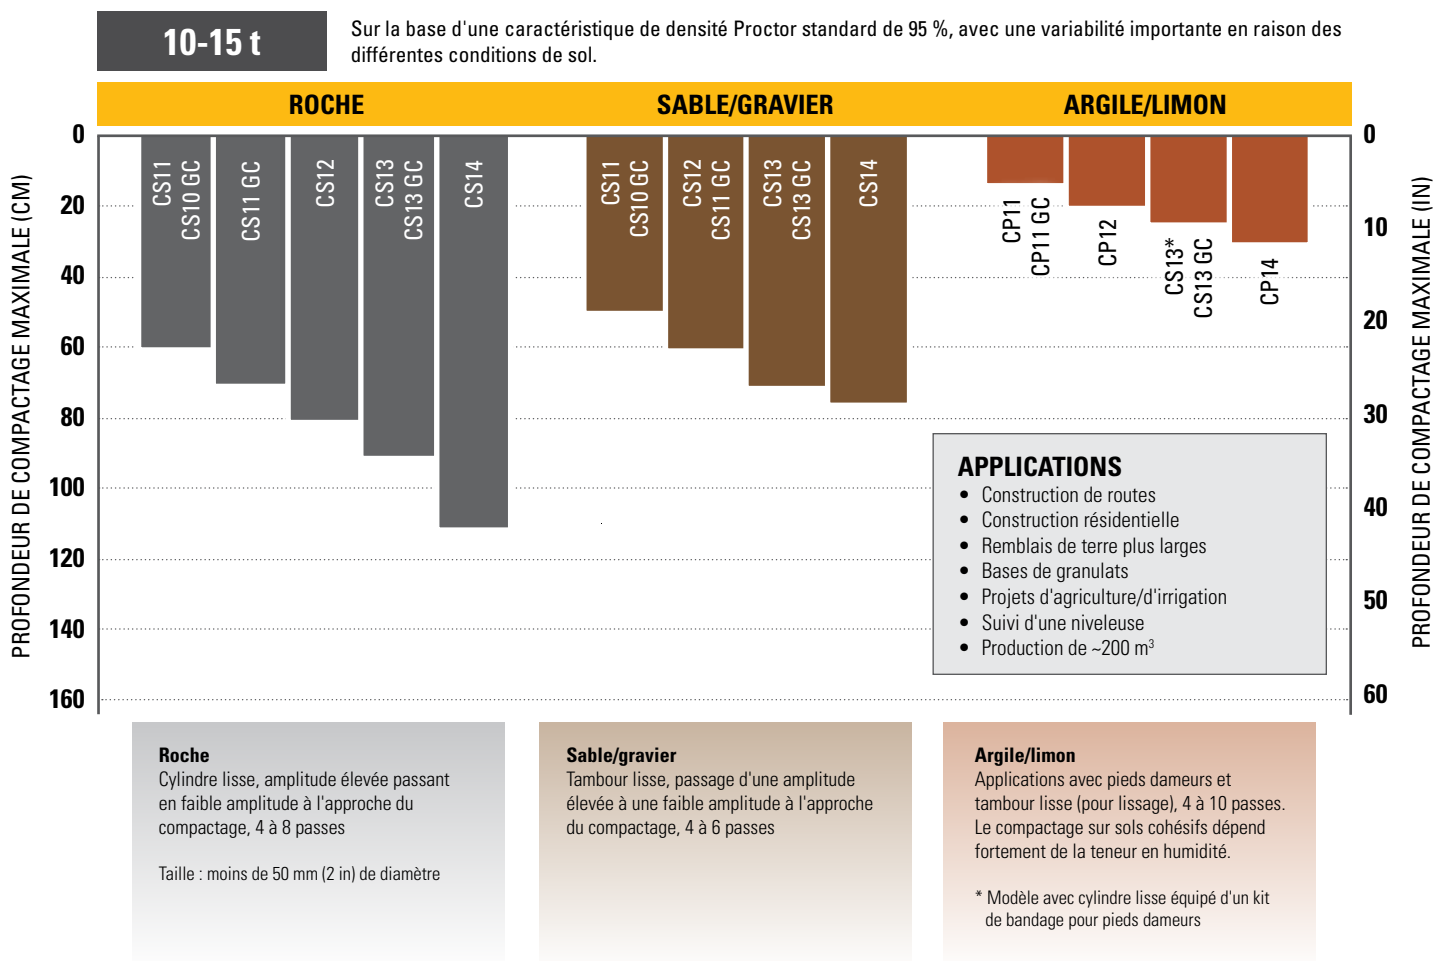 10-15 t
Sur la base d'une caractéristique de densité Proctor standard de 95 %, avec une variabilité importante en raison des
différentes conditions de sol.
ROCHE
SABLE/GRAVIER
ARGILE/LIMON
PROFONDEUR DE COMPACTAGE MAXIMALE (CM)
0
20
40
60
80
100
120
140
160
CS11
CS10 GC
CS11 GC
CS12
CS13
CS13 GC
CS14
CS11
CS10 GC
CS12
CS11 GC
CS13
CS13 GC
CS14
CP11
CP11 GC
CP12
CS13*
CS13 GC
CP14
0
10
20
30
40
50
60
PROFONDEUR DE COMPACTAGE MAXIMALE (IN)
APPLICATIONS
• Construction de routes
• Construction résidentielle
• Remblais de terre plus larges
• Bases de granulats
• Projets d'agriculture/d'irrigation
• Suivi d'une niveleuse
• Production de ~200 m³
Roche
Cylindre lisse, amplitude élevée passant
en faible amplitude à l'approche du
compactage, 4 à 8 passes
Taille : moins de 50 mm (2 in) de diamètre
Sable/gravier
Tambour lisse, passage d'une amplitude
élevée à une faible amplitude à l'approche
du compactage, 4 à 6 passes
Argile/limon
Applications avec pieds dameurs et
tambour lisse (pour lissage), 4 à 10 passes.
Le compactage sur sols cohésifs dépend
fortement de la teneur en humidité.
* Modèle avec cylindre lisse équipé d'un kit
de bandage pour pieds dameurs